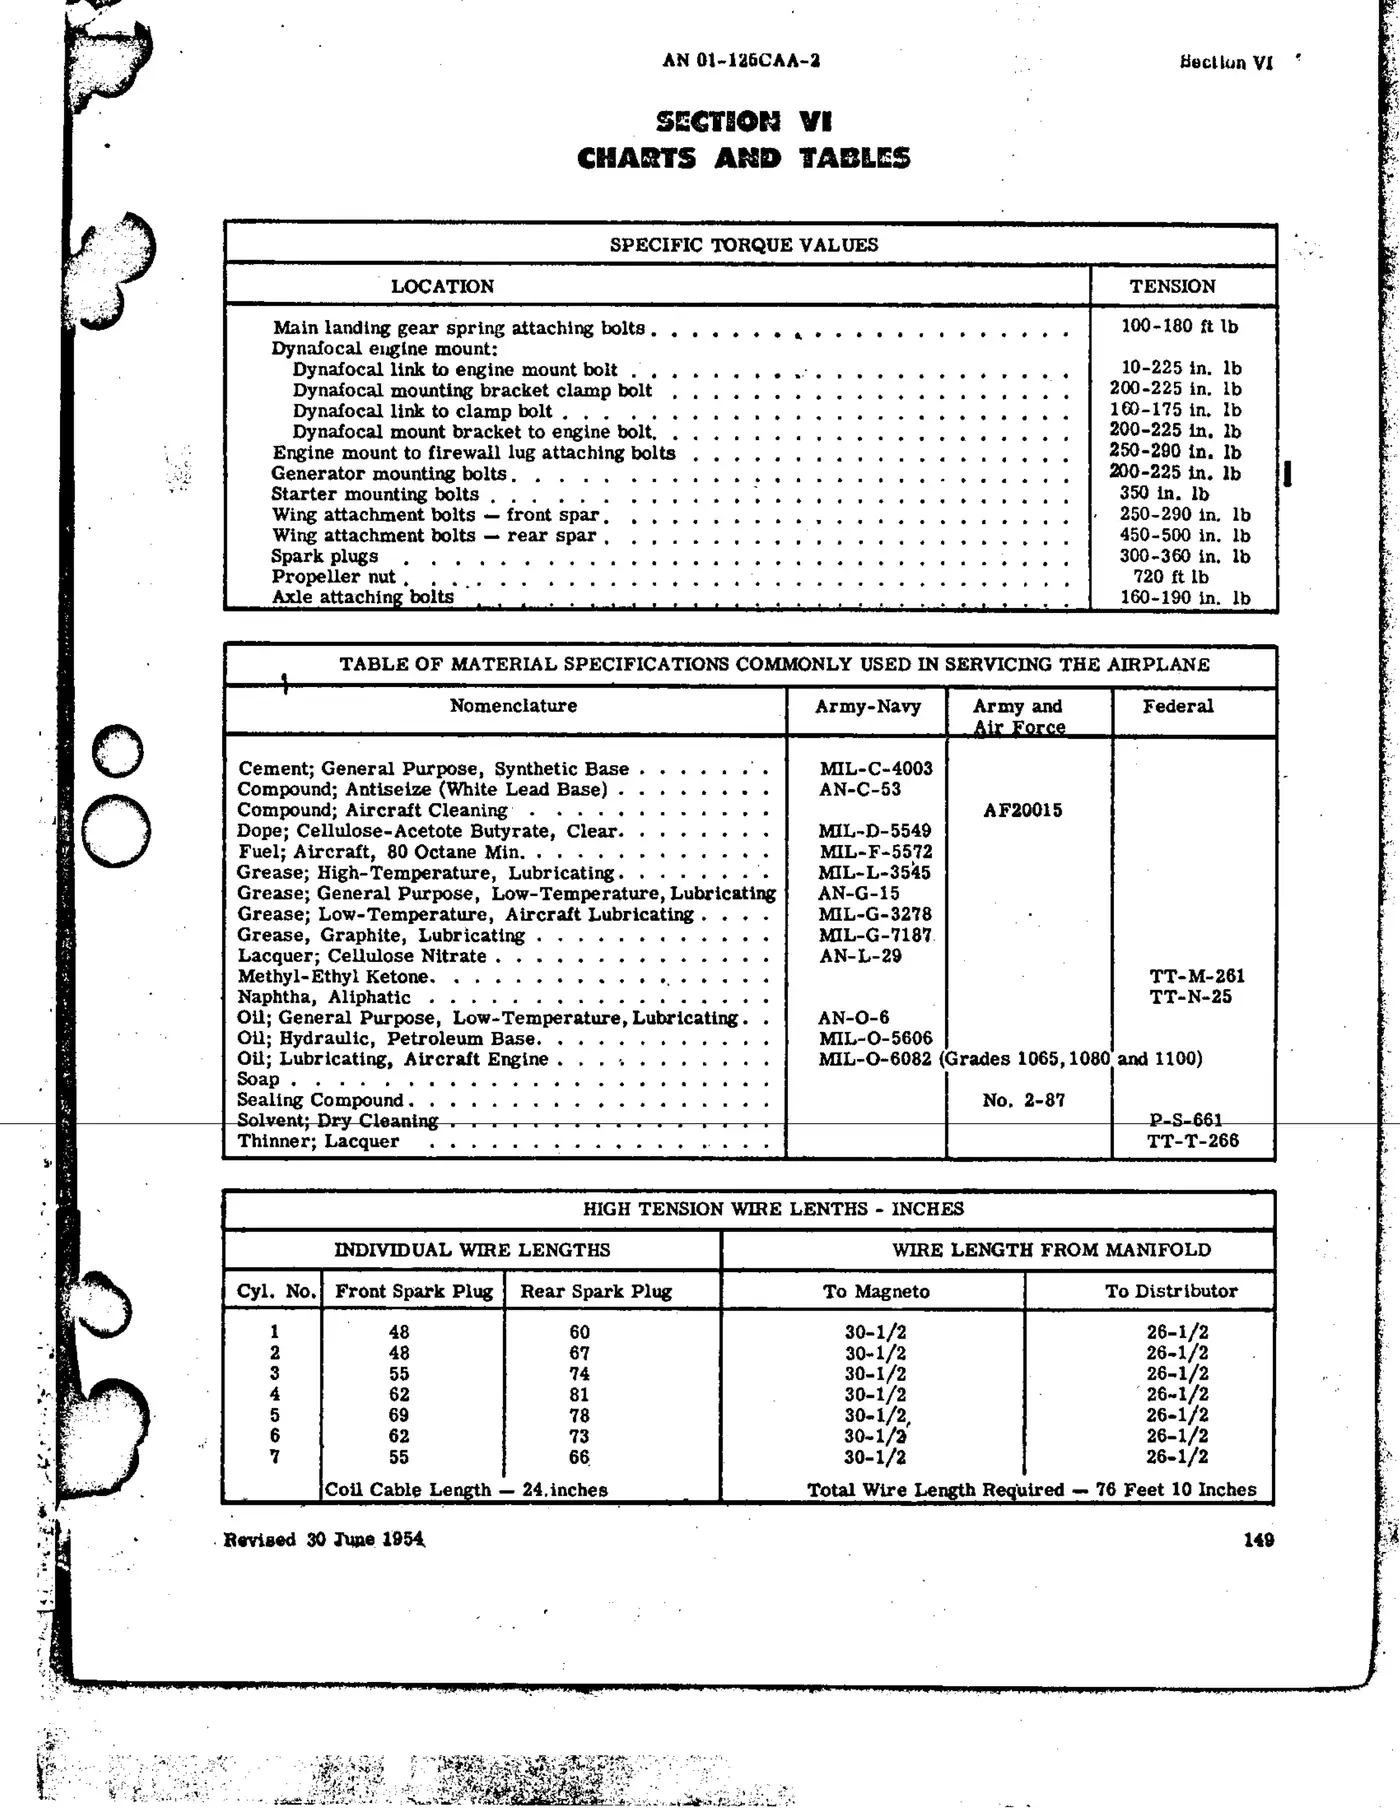 AN 01-126CAA-2 Section VI
SECTION VI
CHARTS AND TABLES
SPECIFIC TORQUE VALUES
LOCATION TENSION
Main landing gear spring attaching bolts 100-180 ft lb
Dynafocal engine mount:
Dynafocal link to engine mount bolt 10-225 in. lb
Dynafocal mounting bracket clamp bolt 200-225 in. lb
Dynafocal link to clamp bolt 160-175 in. lb
Dynafocal mount bracket to engine bolt. 200-225 in. lb
Engine mount to firewall lug attaching bolts 250-290 in. lb
Generator mounting bolts 200-225 in. lb
Starter mounting bolts 350 in. lb
Wing attachment bolts — front spar 250-290 in. lb
Wing attachment bolts — rear spar 450-500 in. lb
Spark plugs 300-360 in. lb
Propeller nut 720 ft lb
Axle attaching bolts 160-190 in. lb
TABLE OF MATERIAL SPECIFICATIONS COMMONLY USED IN SERVICING THE AIRPLANE
Nomenclature Army-Navy Army and Federal
Air Force
Cement; General Purpose, Synthetic Base MIL-C-4003
Compound; Antiseize (White Lead Base) AN-C-53
Compound; Aircraft Cleaning AF20015
Dope; Cellulose-Acetote Butyrate, Clear. MIL-D-5549
Fuel; Aircraft, 80 Octane Min. MIL-F-5572
Grease; High-Temperature, Lubricating. MIL-L-3545
Grease; General Purpose, Low-Temperature, Lubricating AN-G-15
Grease; Low-Temperature, Aircraft Lubricating MIL-G-3278
Grease, Graphite, Lubricating MIL-G-7187
Lacquer; Cellulose Nitrate AN-L-29
Methyl-Ethyl Ketone. TT-M-261
Naphtha, Aliphatic TT-N-25
Oil; General Purpose, Low-Temperature, Lubricating. AN-O-6
Oil; Hydraulic, Petroleum Base. MIL-O-5606
Oil; Lubricating, Aircraft Engine MIL-O-6082 (Grades 1065, 1080 and 1100)
Soap
Sealing Compound. No. 2-87
Solvent; Dry Cleaning P-S-661
Thinner; Lacquer TT-T-266
HIGH TENSION WIRE LENTHS - INCHES
INDIVIDUAL WIRE LENGTHS WIRE LENGTH FROM MANIFOLD
Cyl. No. Front Spark Plug Rear Spark Plug To Magneto To Distributor
1 48 60 30-1/2 26-1/2
2 48 67 30-1/2 26-1/2
3 55 74 30-1/2 26-1/2
4 62 81 30-1/2 26-1/2
5 69 78 30-1/2 26-1/2
6 62 73 30-1/2 26-1/2
7 55 66 30-1/2 26-1/2
Coil Cable Length — 24 inches Total Wire Length Required — 76 Feet 10 Inches
Revised 30 June 1954 149